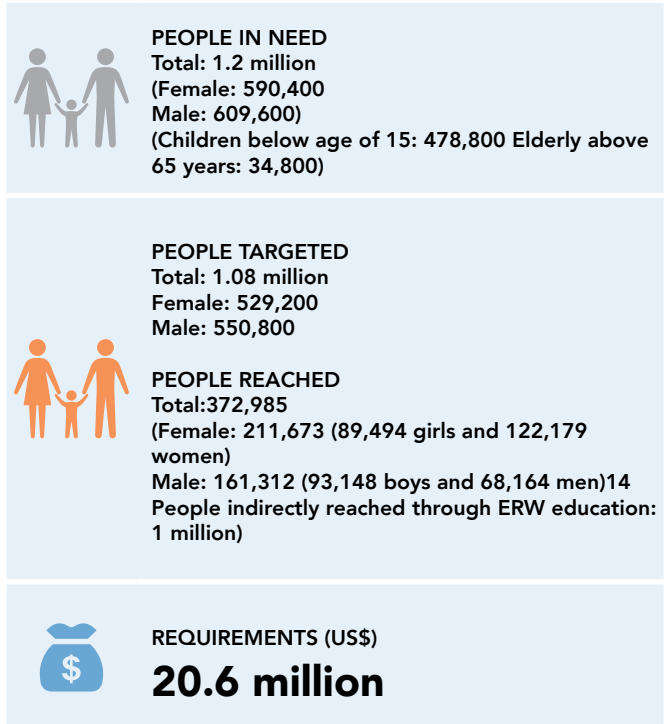 PEOPLE IN NEED
Total: 1.2 million
(Female: 590,400
Male: 609,600)
(Children below age of 15: 478,800 Elderly above
65 years: 34,800)
PEOPLE TARGETED
Total: 1.08 million
Female: 529,200
Male: 550,800
PEOPLE REACHED
Total:372,985
(Female: 211,673 (89,494 girls and 122,179
women)
Male: 161,312 (93,148 boys and 68,164 men)14
People indirectly reached through ERW education:
1 million)
$
REQUIREMENTS (US$)
20.6 million